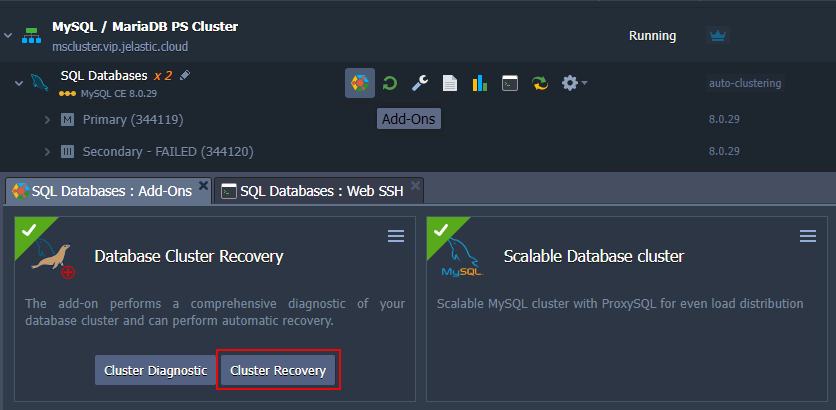 MySQL / MariaDB PS Cluster
mscluster.vip.jelastic.cloud
Running
SQL Databases x 2
MySQL CE 8.0.29
auto-clustering
Add-Ons
M Primary (344119) 8.0.29
Secondary - FAILED (344120) 8.0.29
SQL Databases : Add-Ons
SQL Databases : Web SSH
Database Cluster Recovery
The add-on performs a comprehensive diagnostic of your
database cluster and can perform automatic recovery.
Cluster Diagnostic
Cluster Recovery
MySQL
Scalable Database cluster
Scalable MySQL cluster with ProxySQL for even load distribution